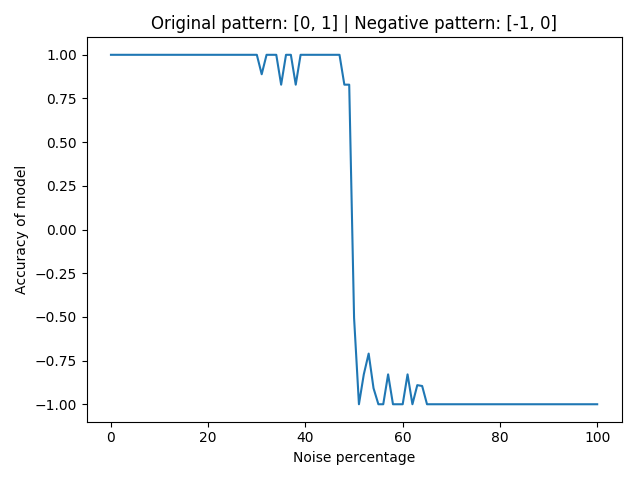 Original pattern: [0, 1] | Negative pattern: [-1, 0]
1.00
0.75
0.50
0.25
0.00
−0.25
−0.50
−0.75
−1.00
Accuracy of model
0 20 40 60 80 100
Noise percentage